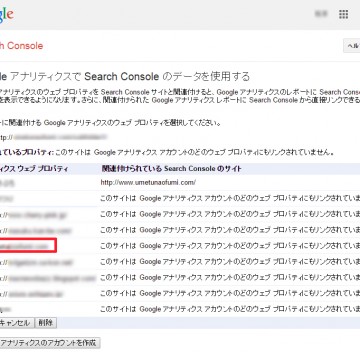 gle
h Console
ヘル
le アナリティクスで Search Console のデータを使用する
アナリティクスのウェブ プロパティを Search Console サイトと関連付けると、Google アナリティクスのレポートに Search Cons
を表示できるようになります。さらに、関連付けられた Google アナリティクス レポートに Search Console から直接リンクできる
トに関連付ける Google アナリティクスのウェブ プロパティを選択してください。
ttp://
ているプロパティ: このサイトは Google アナリティクス アカウントのどのウェブ プロパティにもリンクされていません。
ィクス ウェブ プロパティ 関連付けられている Search Console のサイト
http://www.umetunaofumi.com/
このサイトは Google アナリティクス アカウントのどのウェブ プロパティにもリンクされていま
:// このサイトは Google アナリティクス アカウントのどのウェブ プロパティにもリンクされていま
:// このサイトは Google アナリティクス アカウントのどのウェブ プロパティにもリンクされていま
このサイトは Google アナリティクス アカウントのどのウェブ プロパティにもリンクされていま
:// このサイトは Google アナリティクス アカウントのどのウェブ プロパティにもリンクされていま
:// このサイトは Google アナリティクス アカウントのどのウェブ プロパティにもリンクされていま
:// このサイトは Google アナリティクス アカウントのどのウェブ プロパティにもリンクされていま
:// このサイトは Google アナリティクス アカウントのどのウェブ プロパティにもリンクされていま
キャンセル 削除
アナリティクスのアカウントを作成